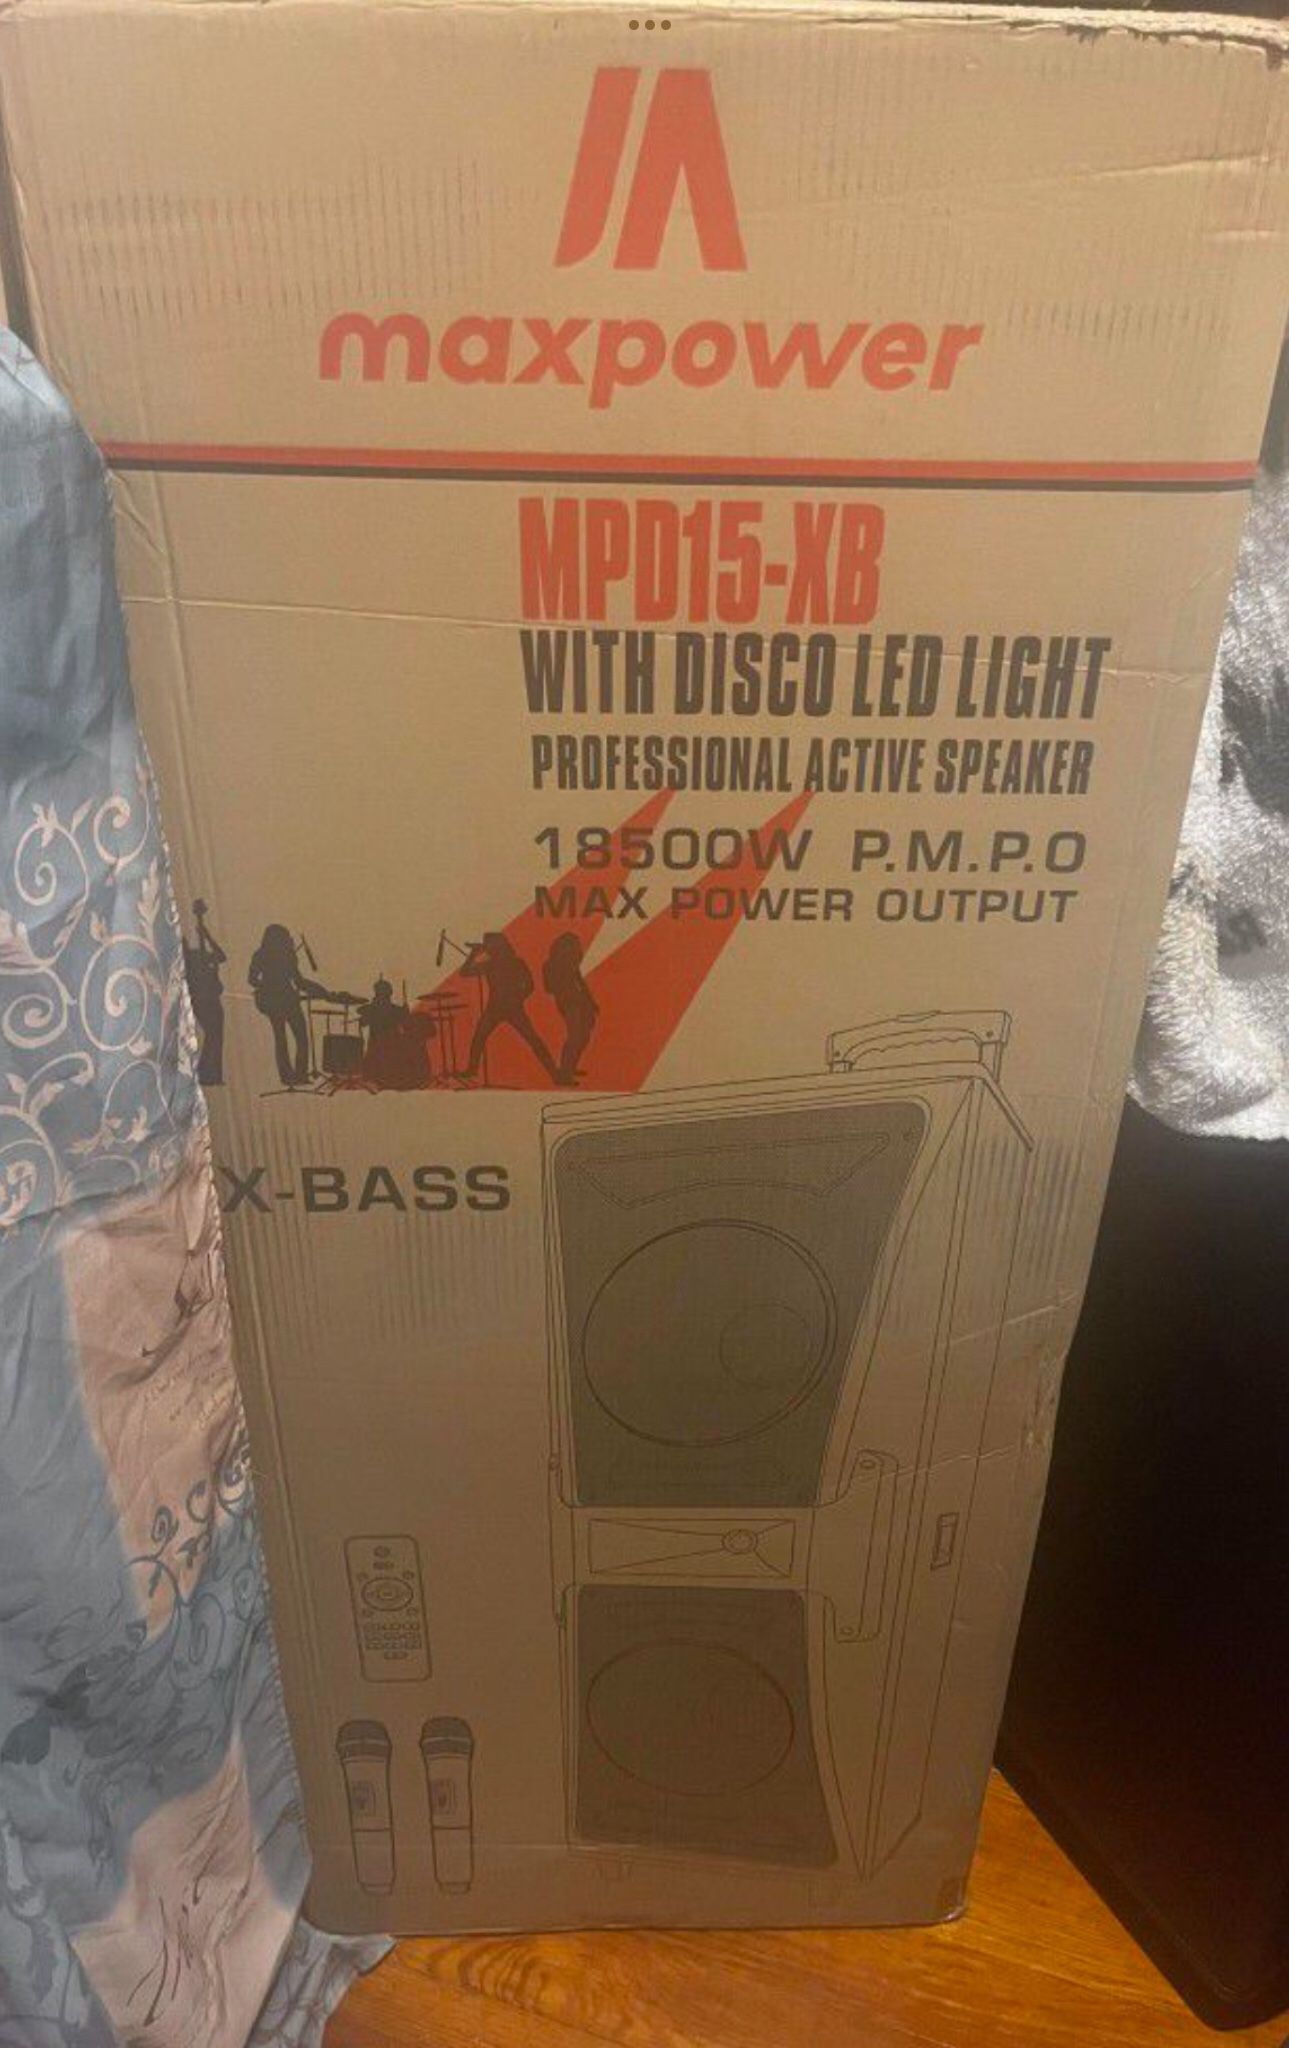 maxpower
MPD15-XB
WITH DISCO LED LIGHT
PROFESSIONAL ACTIVE SPEAKER
18500W P.M.P.O
MAX POWER OUTPUT
X-BASS